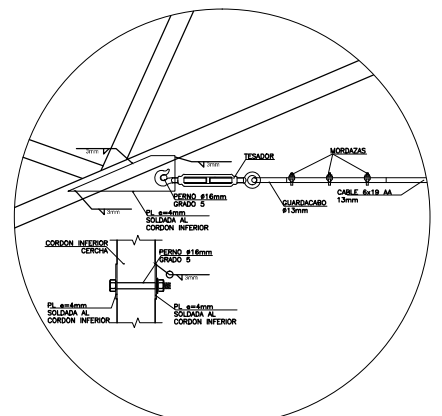 3mm
3mm
TESADOR
MORDAZAS
PERNO ø16mm
GRADO 5
CABLE 6x19 AA
13mm
GUARDACABO
ø13mm
3mm
PL e=4mm
SOLDADA AL
CORDON INFERIOR
CORDON INFERIOR
CERCHA
PERNO ø16mm
GRADO 5
3mm
PL e=4mm
SOLDADA AL
CORDON INFERIOR
PL e=4mm
SOLDADA AL
CORDON INFERIOR